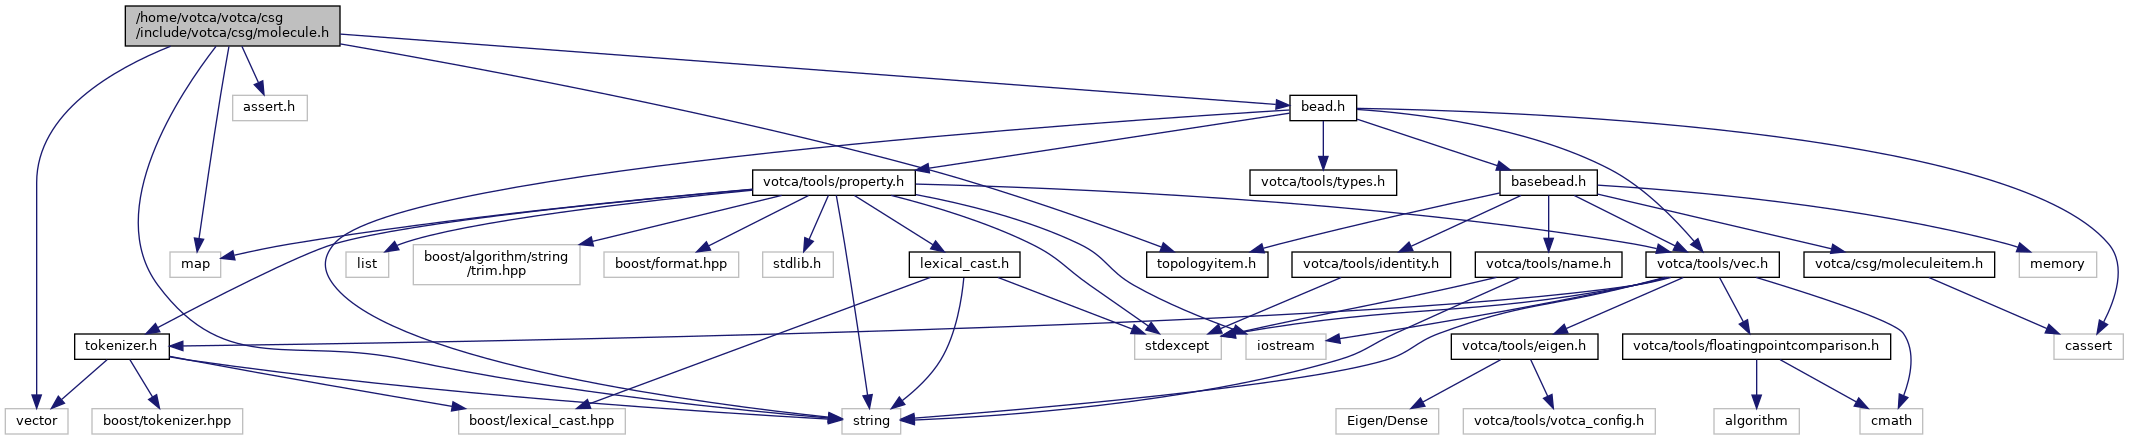 /home/votca/votca/csg
/include/votca/csg/molecule.h
assert.h
bead.h
votca/tools/property.h
votca/tools/types.h
basebead.h
map
list
boost/algorithm/string
/trim.hpp
boost/format.hpp
stdlib.h
lexical_cast.h
topologyitem.h
votca/tools/identity.h
votca/tools/name.h
votca/tools/vec.h
votca/csg/moleculeitem.h
memory
tokenizer.h
stdexcept
iostream
votca/tools/eigen.h
votca/tools/floatingpointcomparison.h
cassert
vector
boost/tokenizer.hpp
boost/lexical_cast.hpp
string
Eigen/Dense
votca/tools/votca_config.h
algorithm
cmath